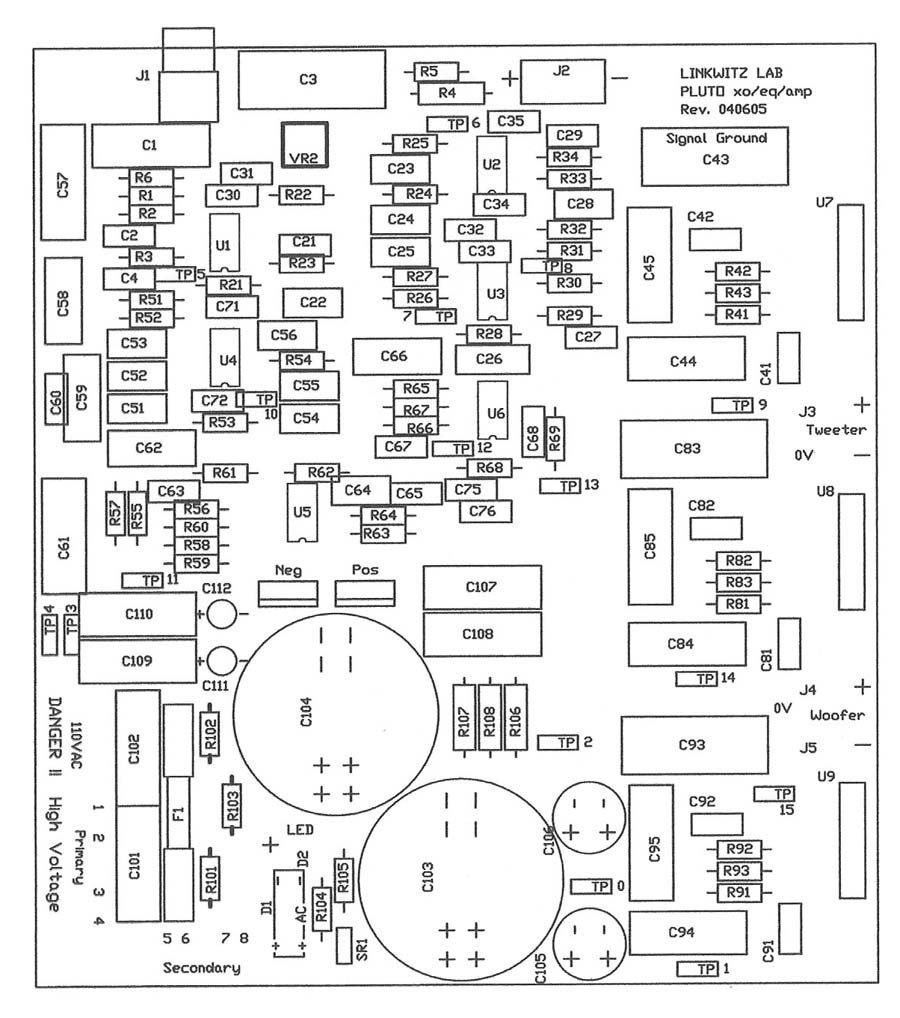 J1
C3
R5
R4
+
J2
−
LINKWITZ LAB
PLUTO xo/eq/amp
Rev. 040605
TP 6
C35
C1
VR2
R25
U2
C29
R34
R33
Signal Ground
C43
C57
R6
R1
R2
C31
C30
R22
C23
R24
C34
C28
C2
R3
U1
C21
R23
C24
C25
C32
C33
R32
R31
C45
C42
U7
C4
TP 5
R21
C71
C22
R27
R26
U3
TP 8
R30
R42
R43
R41
C58
R51
R52
7 TP
R29
C53
C56
R28
C27
C60
C59
C52
U4
R54
C55
C66
C26
C44
C41
C51
C72
TP
10
C54
R65
R67
R66
U6
C68
R69
TP 9
J3
+
Tweeter
R53
C62
C67
TP 12
C83
0V
−
R61
R62
R68
C61
R57
R55
C63
R56
R60
R58
R59
U5
C64
C65
R64
R63
C75
C76
TP 13
C85
C82
U8
TP 11
Neg
Pos
C107
R82
R83
R81
TP 4
TP 3
C110
+
C112
−
C108
C84
C81
C109
+
C111
−
C104
TP 14
DANGER !! High Voltage
110VAC
C102
R102
R107
R108
R106
TP 2
0V
J4
+
Woofer
C93
J5
−
U9
1
2
3
4
Primary
F1
R103
+ +
+ +
TP
15
C101
R101
LED
+
D2
D1
AC
+ +
R105
R104
SR1
C103
+ +
+ +
C106
+ +
C95
C92
R92
R93
R91
TP 0
C105
+ +
C94
C91
5 6
7 8
Secondary
TP 1